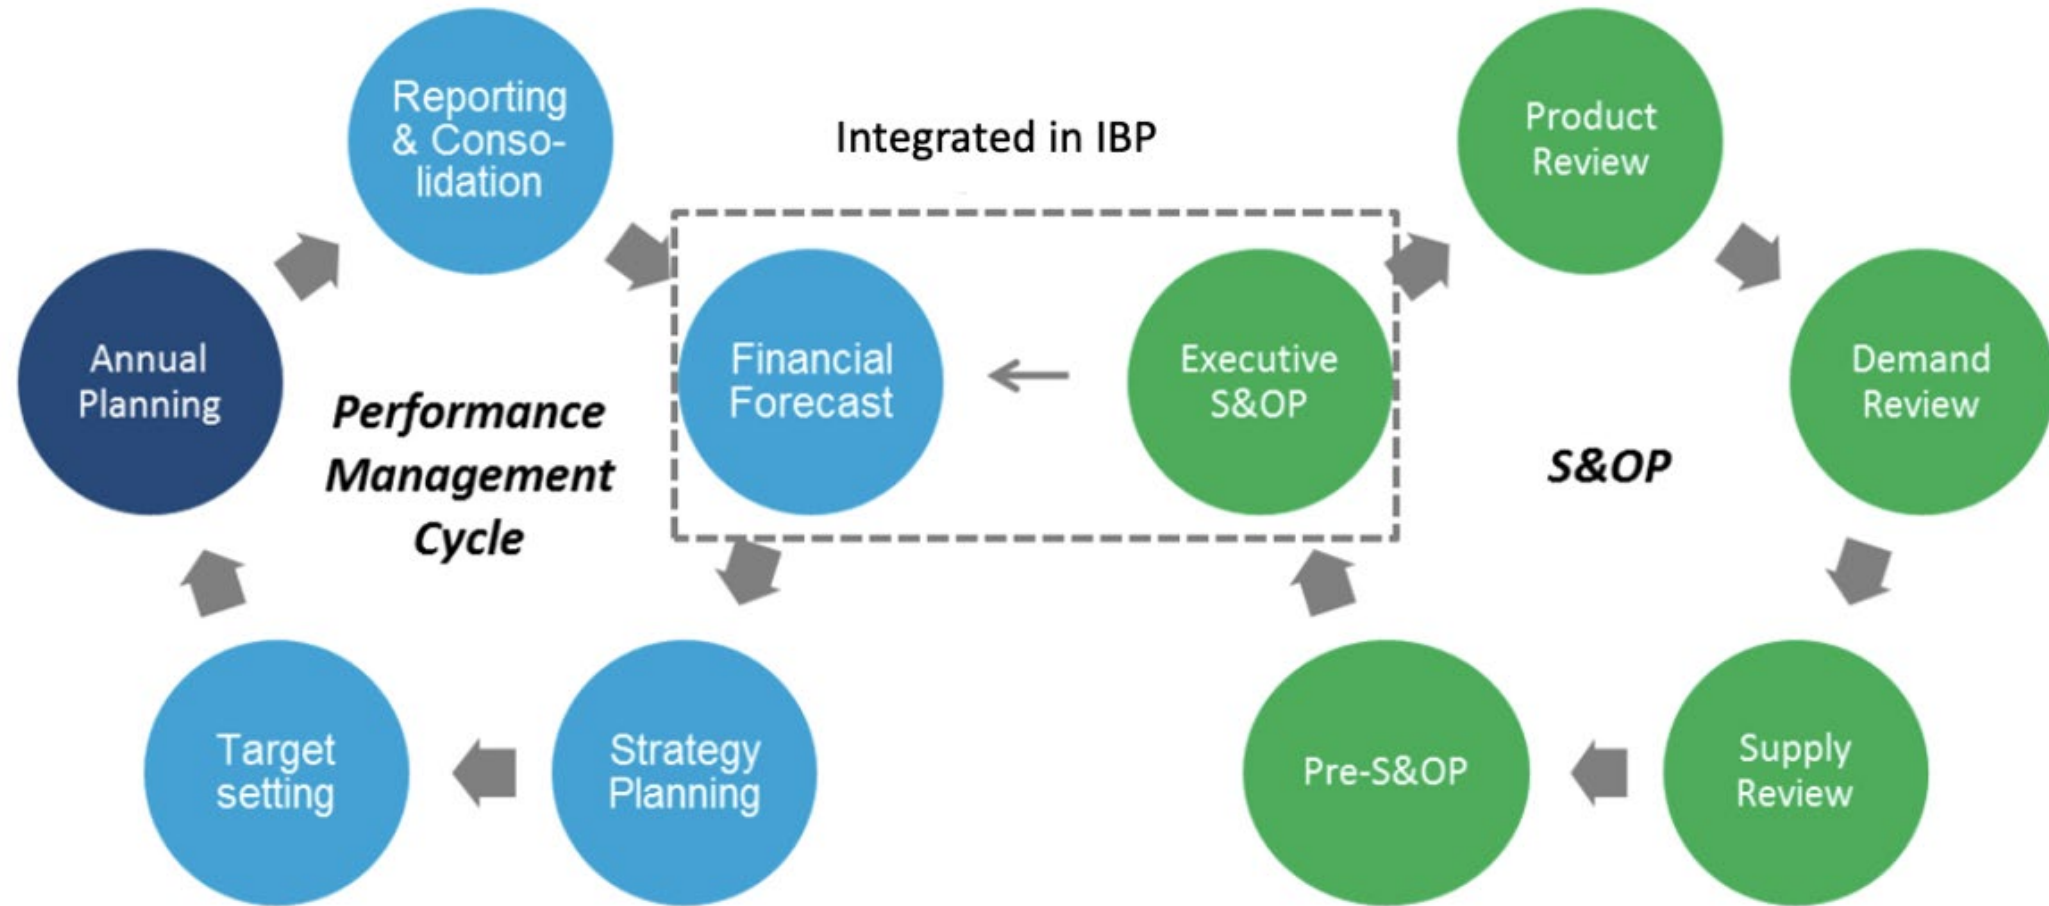 Reporting
& Conso-
lidation
Integrated in IBP
Product
Review
Annual
Planning
Performance
Management
Cycle
Financial
Forecast
Executive
S&OP
Demand
Review
S&OP
Target
setting
Strategy
Planning
Pre-S&OP
Supply
Review